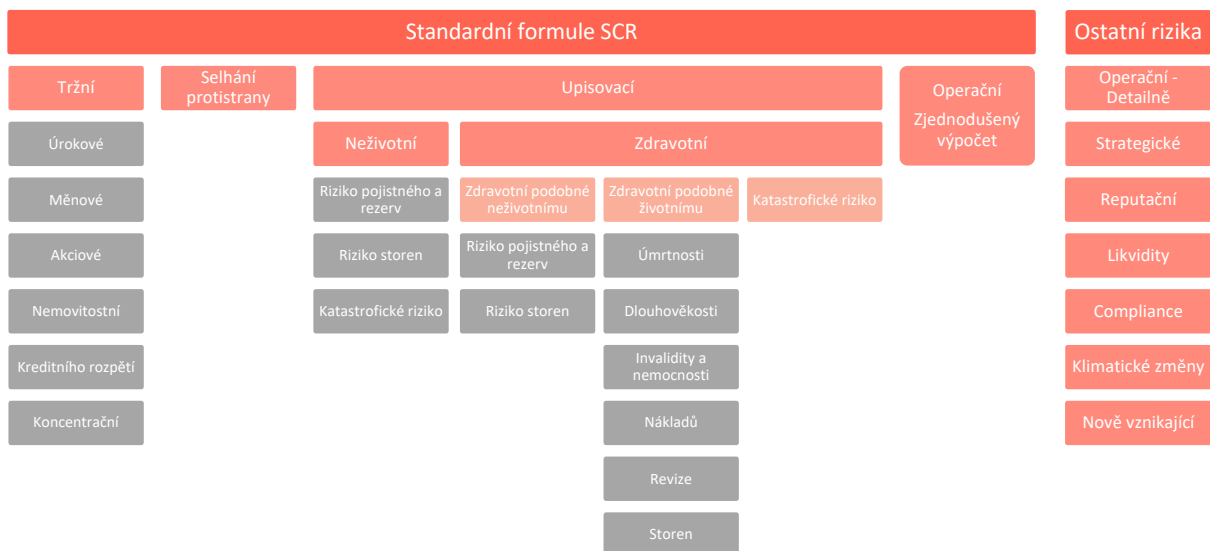 Standardní formule SCR
Ostatní rizika
Tržní
Selhání
protistrany
Upisovací
Operační
Zjednodušený
výpočet
Operační -
Detailně
Úrokové
Neživotní
Zdravotní
Strategické
Měnové
Riziko pojistného a
rezerv
Zdravotní podobné
neživotnímu
Zdravotní podobné
životnímu
Katastrofické riziko
Reputační
Akciové
Riziko storen
Riziko pojistného a
rezerv
Úmrtnosti
Likvidity
Nemovitostní
Katastrofické riziko
Riziko storen
Dlouhověkosti
Compliance
Kreditního rozpětí
Invalidity a
nemocnosti
Klimatické změny
Koncentrační
Nákladů
Nově vznikající
Revize
Storen